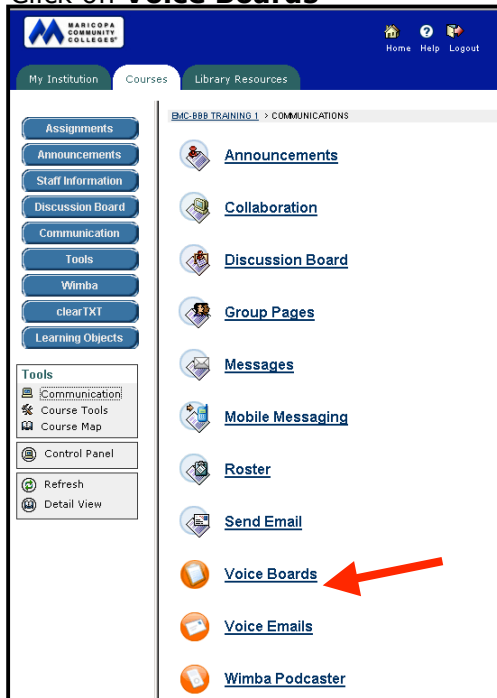 Click on Voice Boards
MARICOPA
COMMUNITY
COLLEGES®
Home Help Logout
My Institution Courses Library Resources
EMC-BBB TRAINING 1 > COMMUNICATIONS
Assignments
Announcements
Staff Information
Discussion Board
Communication
Tools
Wimba
clearTXT
Learning Objects
Tools
Communication
Course Tools
Course Map
Control Panel
Refresh
Detail View
Announcements
Collaboration
Discussion Board
Group Pages
Messages
Mobile Messaging
Roster
Send Email
Voice Boards
Voice Emails
Wimba Podcaster